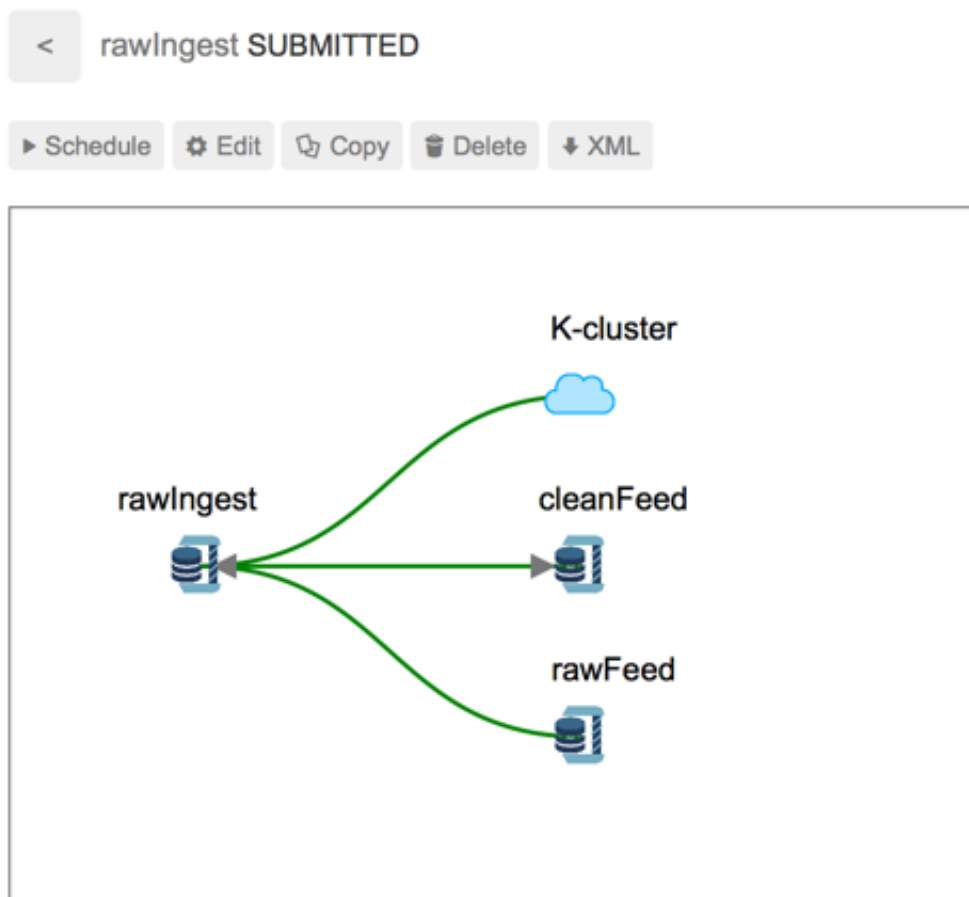 < rawIngest SUBMITTED
Schedule Edit Copy Delete XML
K-cluster
rawIngest cleanFeed
rawFeed